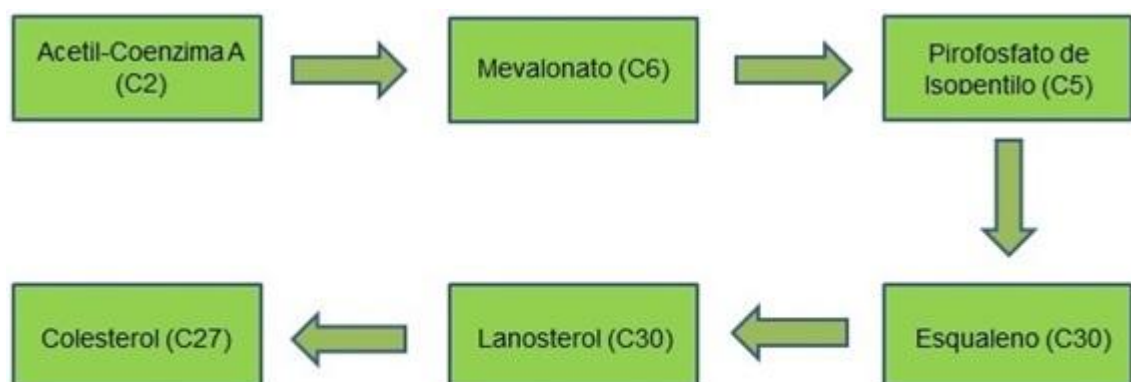 Acetil-Coenzima A
(C2)
Mevalonato (C6)
Pirofosfato de
Isopentilo (C5)
Colesterol (C27)
Lanosterol (C30)
Esqualeno (C30)